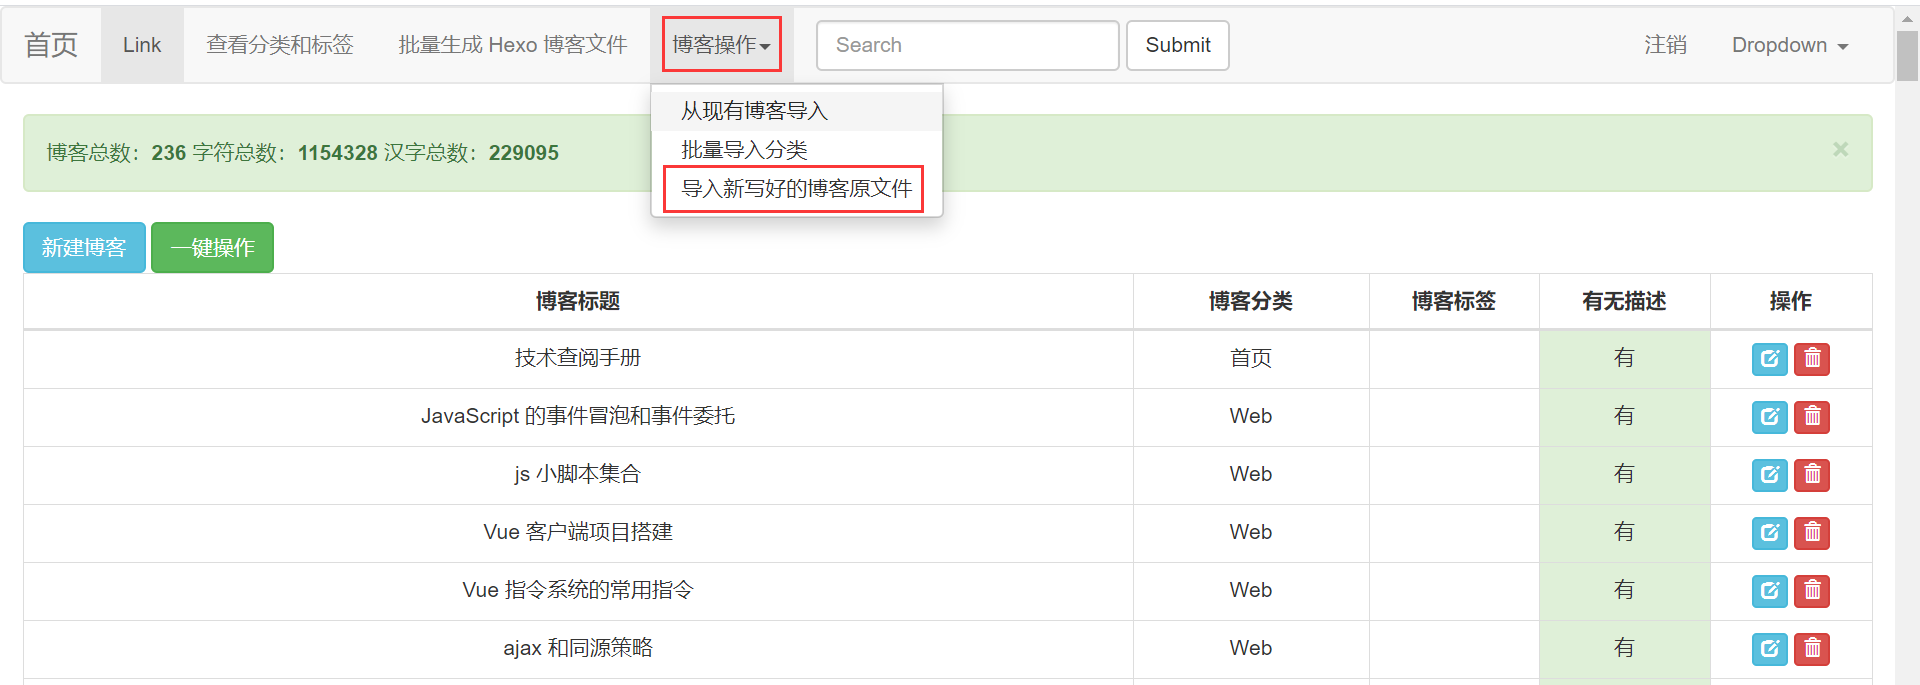 首页 Link 查看分类和标签 批量生成 Hexo 博客文件 博客操作 Search Submit 注销 Dropdown
从现有博客导入
批量导入分类
导入新写好的博客原文件
博客总数：236 字符总数：1154328 汉字总数：229095 ×
新建博客 一键操作
博客标题 博客分类 博客标签 有无描述 操作
技术查阅手册 首页 有
JavaScript 的事件冒泡和事件委托 Web 有
js 小脚本集合 Web 有
Vue 客户端项目搭建 Web 有
Vue 指令系统的常用指令 Web 有
ajax 和同源策略 Web 有